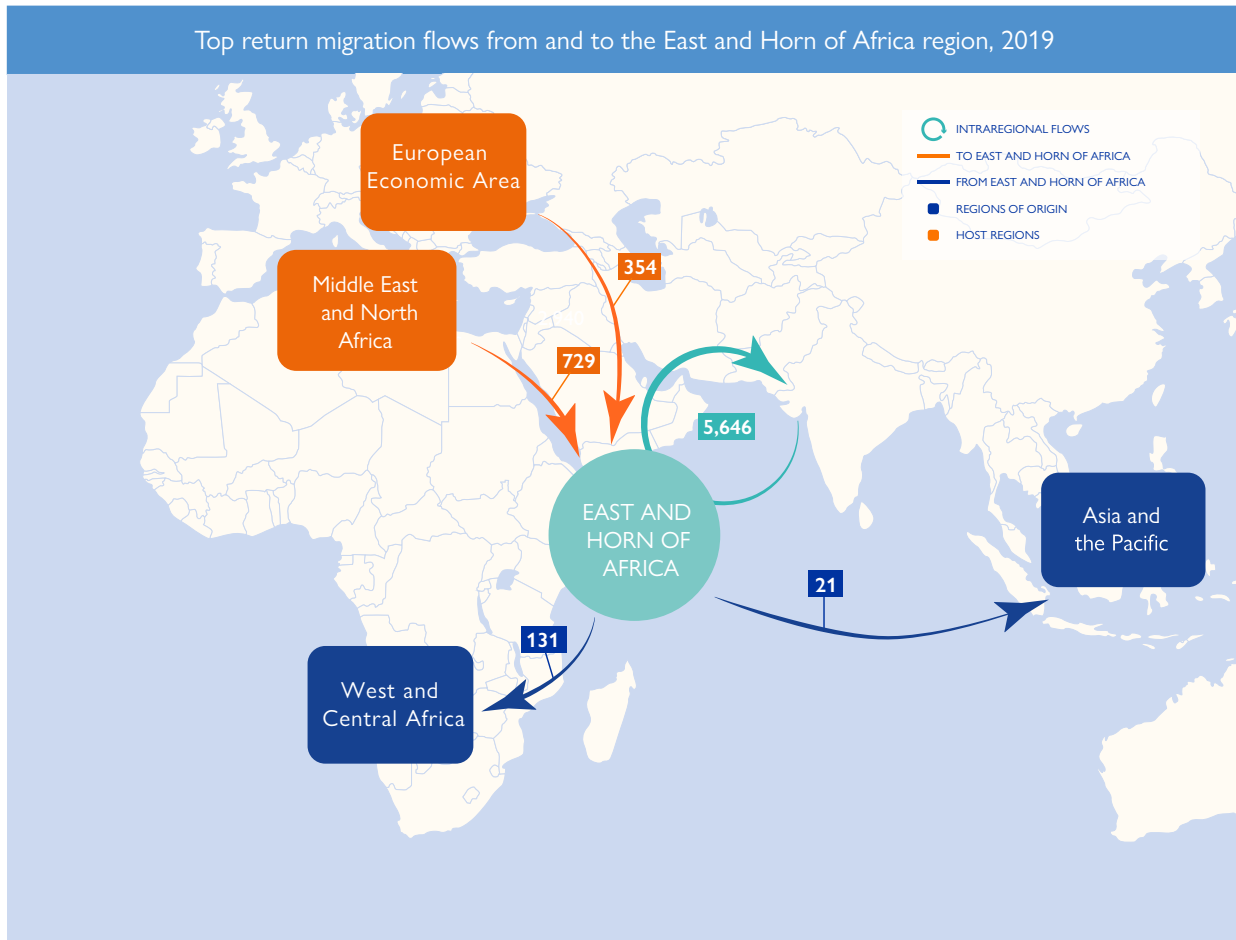 Top return migration flows from and to the East and Horn of Africa region, 2019
INTRAREGIONAL FLOWS
TO EAST AND HORN OF AFRICA
FROM EAST AND HORN OF AFRICA
REGIONS OF ORIGIN
HOST REGIONS
European
Economic Area
354
Middle East
and North
Africa
729
5,646
EAST AND
HORN OF
AFRICA
Asia and
the Pacific
21
131
West and
Central Africa